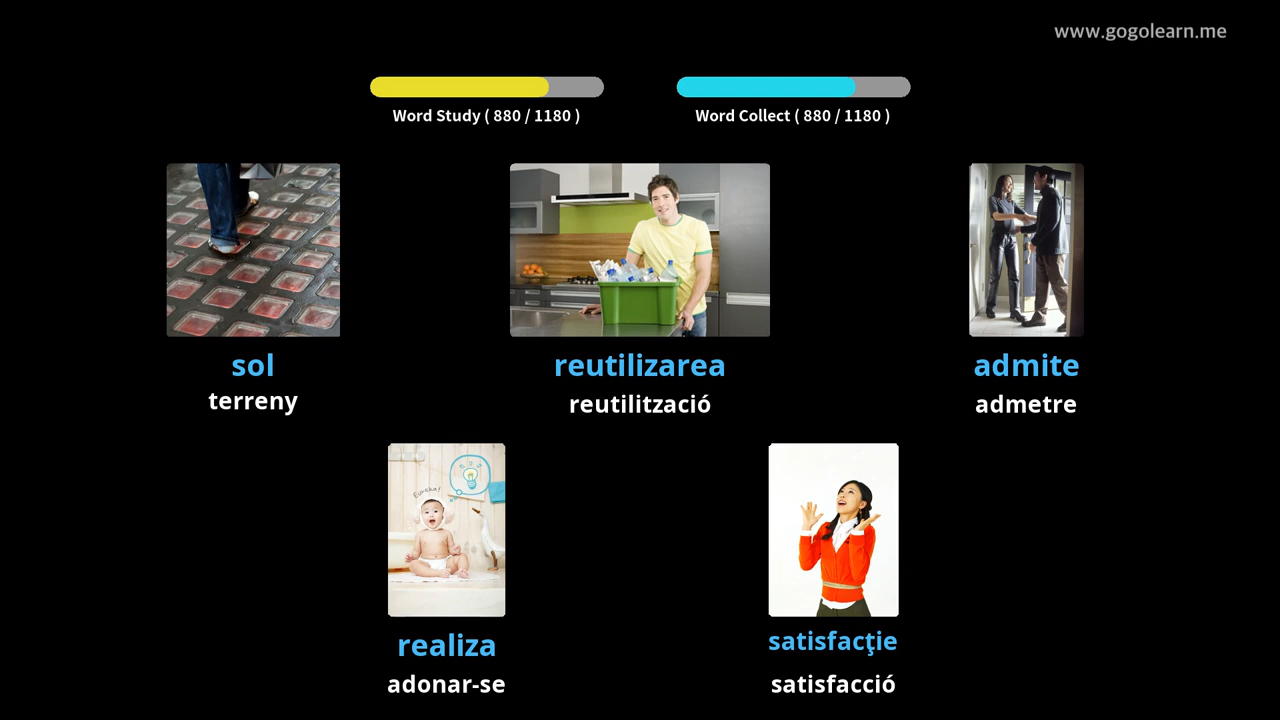 www.gogolearn.me
Word Study ( 880 / 1180 )
Word Collect ( 880 / 1180 )
sol
terreny
reutilizarea
reutilització
admite
admetre
Eureka!
realiza
adonar-se
satisfacţie
satisfacció